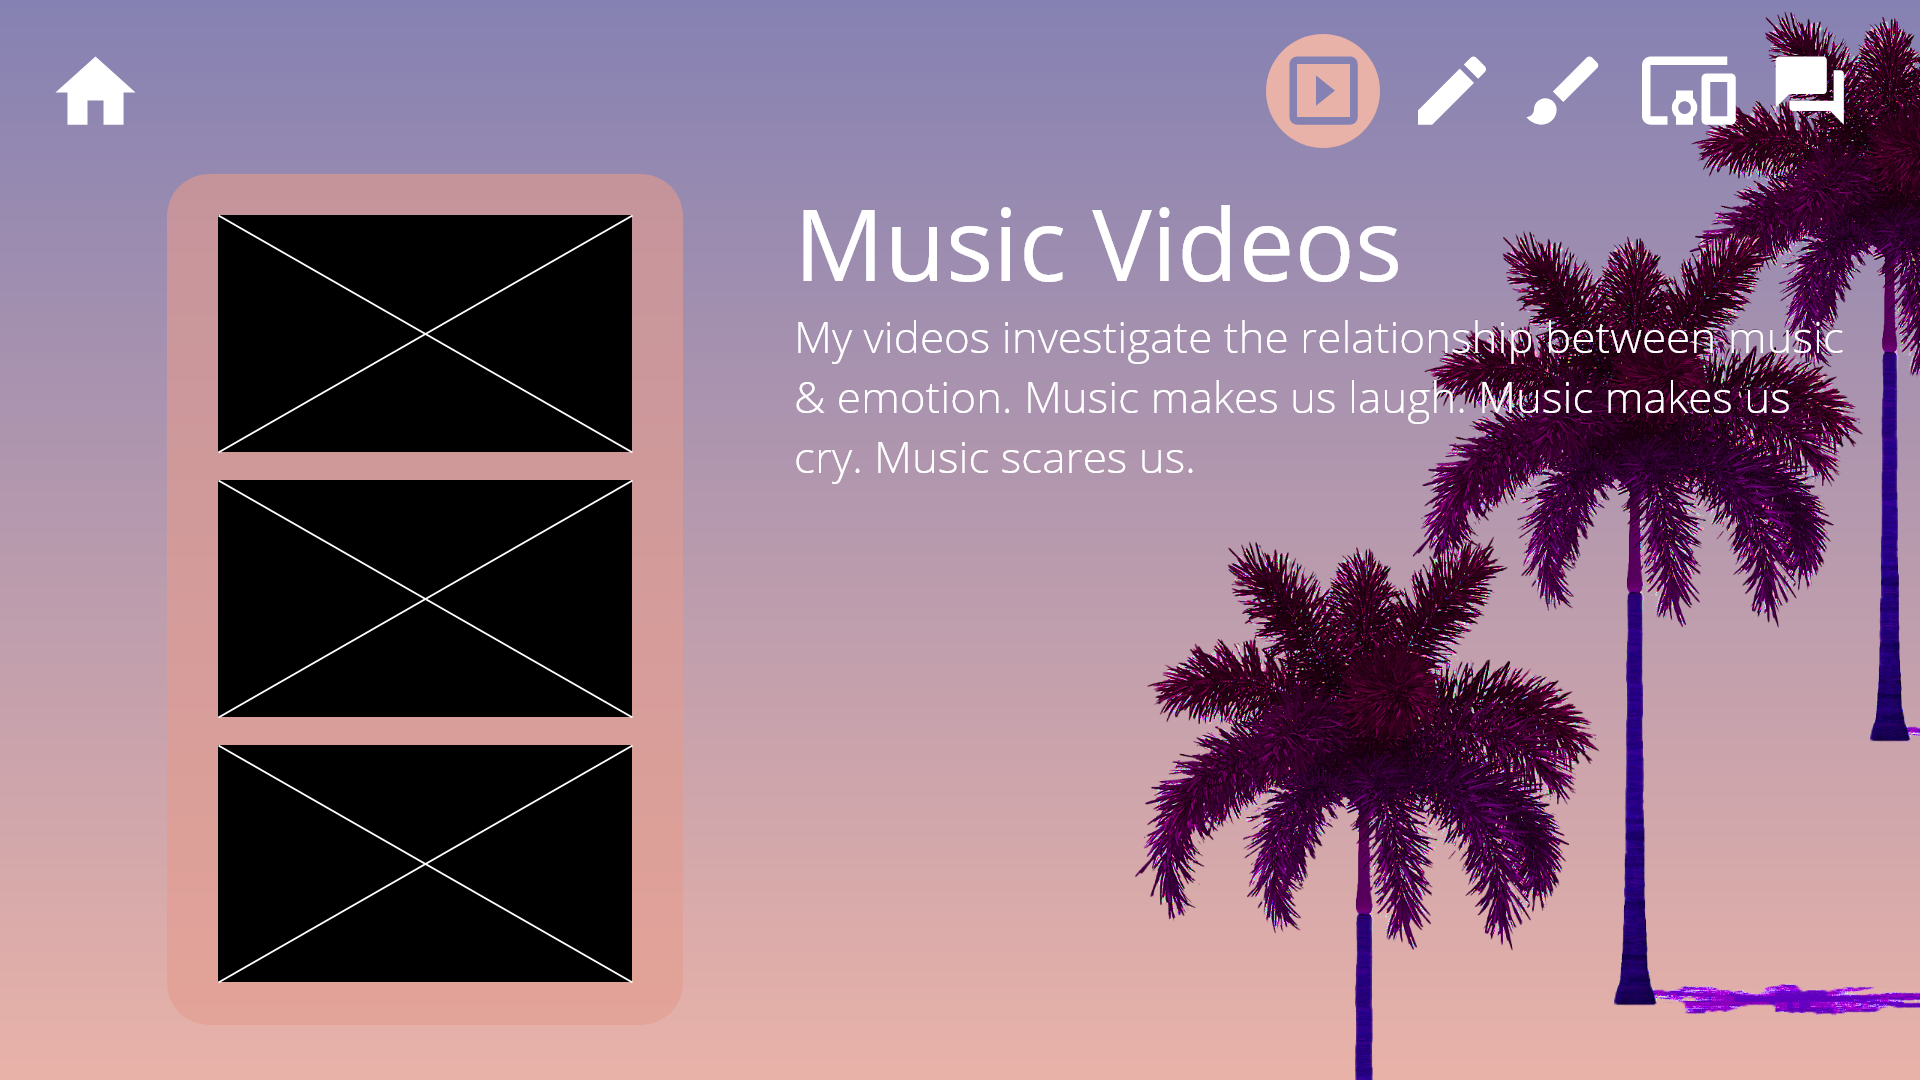 Music Videos
My videos investigate the relationship between music
& emotion. Music makes us laugh. Music makes us
cry. Music scares us.